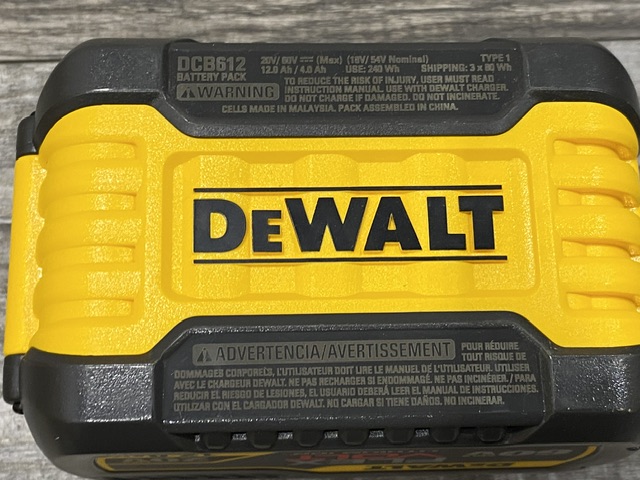 DCB612 20V/ 60V ⎓ (Max) (18V/ 54V Nominal) TYPE 1
BATTERY PACK 12.0 Ah / 4.0 Ah USE: 240 Wh SHIPPING: 3 x 80 Wh
⚠WARNING TO REDUCE THE RISK OF INJURY, USER MUST READ
INSTRUCTION MANUAL. USE WITH DEWALT CHARGER.
DO NOT CHARGE IF DAMAGED. DO NOT INCINERATE.
CELLS MADE IN MALAYSIA. PACK ASSEMBLED IN CHINA.
DEWALT
⚠ADVERTENCIA/AVERTISSEMENT POUR RÉDUIRE
TOUT RISQUE DE
DOMMAGES CORPORELS, L'UTILISATEUR DOIT LIRE LE MANUEL DE L'UTILISATEUR. UTILISER
AVEC LE CHARGEUR DEWALT. NE PAS RECHARGER SI ENDOMMAGÉ. NE PAS INCINÉRER. / PARA
REDUCIR EL RIESGO DE LESIONES, EL USUARIO DEBERÁ LEER EL MANUAL DE INSTRUCCIONES.
UTILIZAR CON EL CARGADOR DEWALT. NO CARGAR SI TIENE DAÑOS. NO INCINERAR.
DEWALT